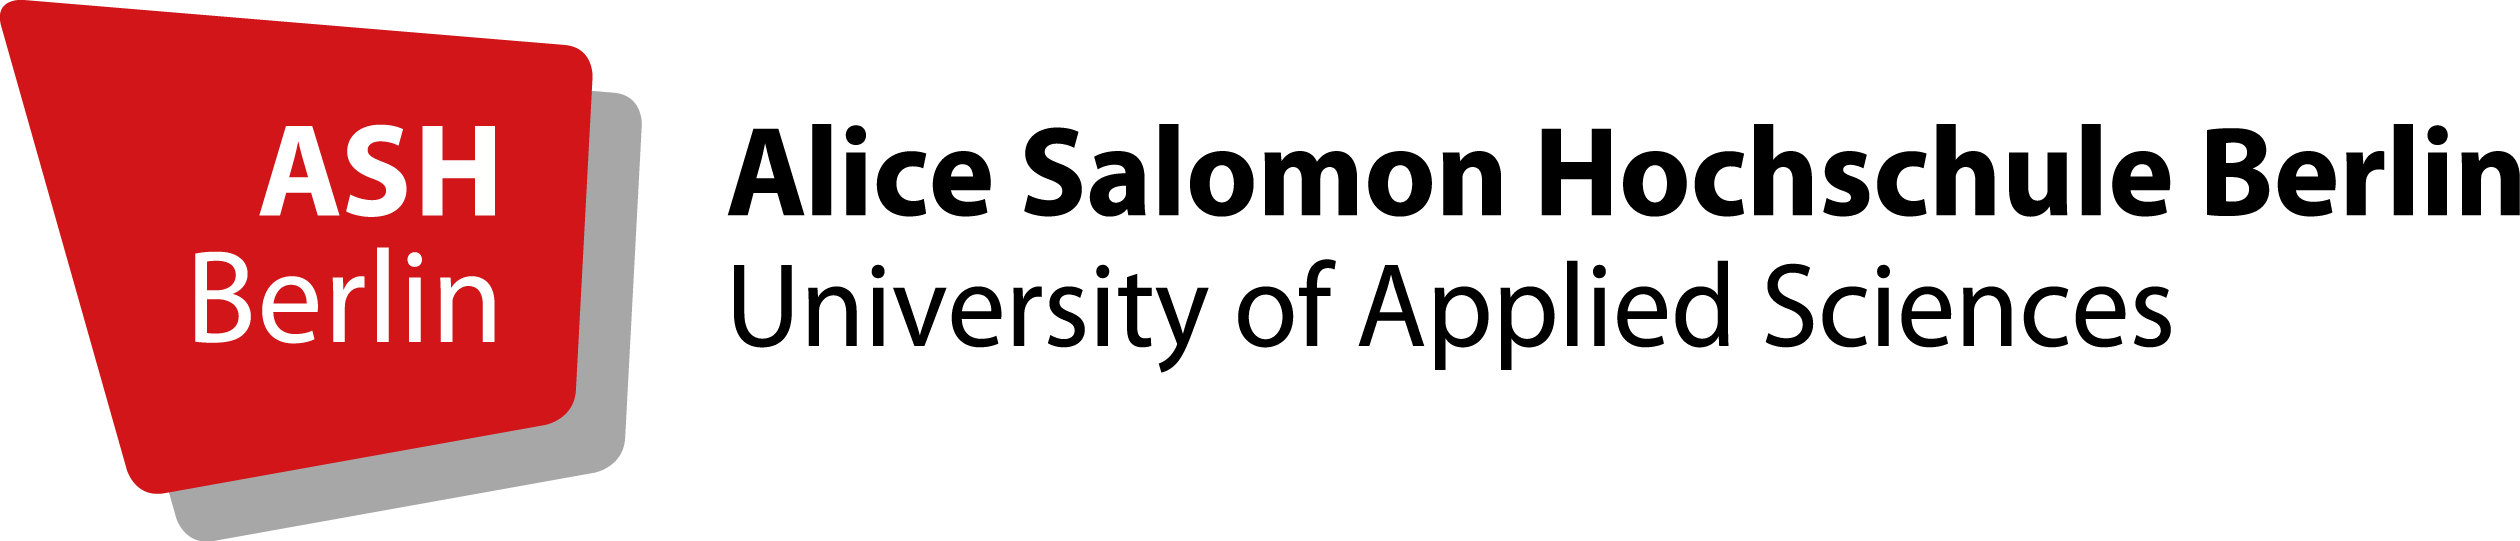 ASH
Berlin
Alice Salomon Hochschule Berlin
University of Applied Sciences